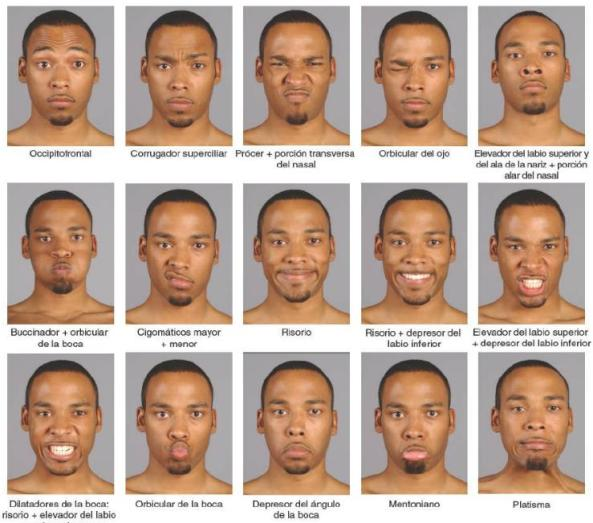 Occipitofrontal
Corrugador superciliar
Prócer + porción transversa
del nasal
Orbicular del ojo
Elevador del labio superior y
del ala de la nariz + porción
alar del nasal
Buccinador + orbicular
de la boca
Cigomáticos mayor
+ menor
Risorio
Risorio + depresor del
labio inferior
Elevador del labio superior
+ depresor del labio inferior
Dilatadores de la boca:
risorio + elevador del labio
Orbicular de la boca
Depresor del ángulo
de la boca
Mentoniano
Platisma